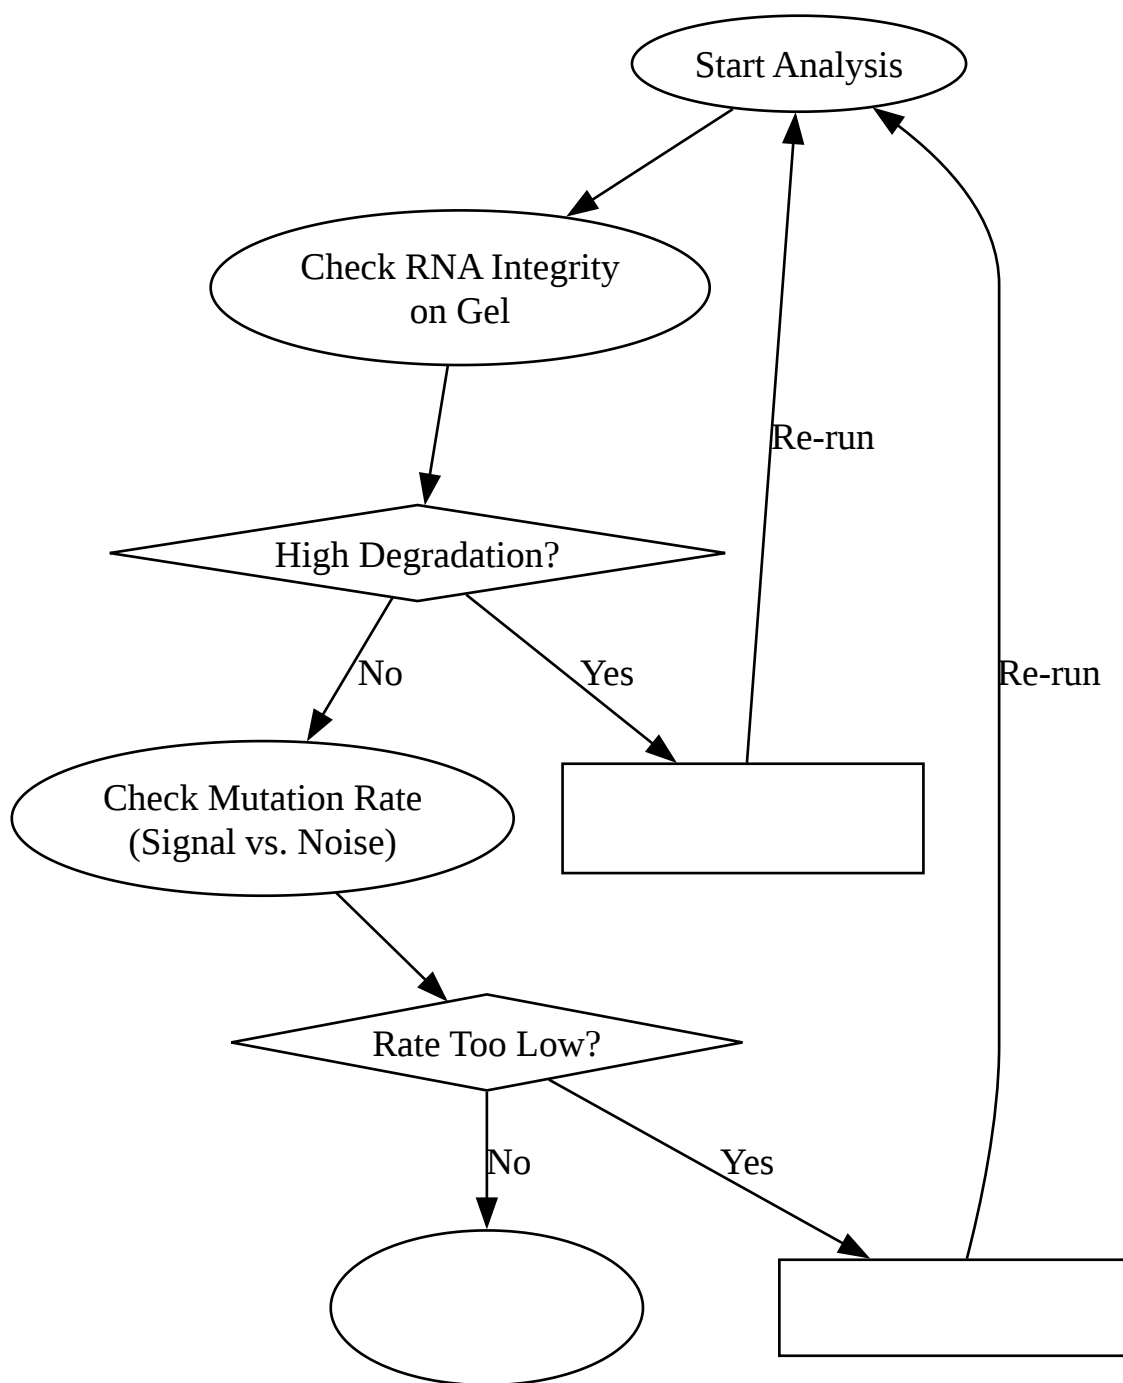 Start Analysis
Check RNA Integrity
on Gel
Re-run
High Degradation?
No
Yes
Re-run
Check Mutation Rate
(Signal vs. Noise)
Rate Too Low?
No
Yes